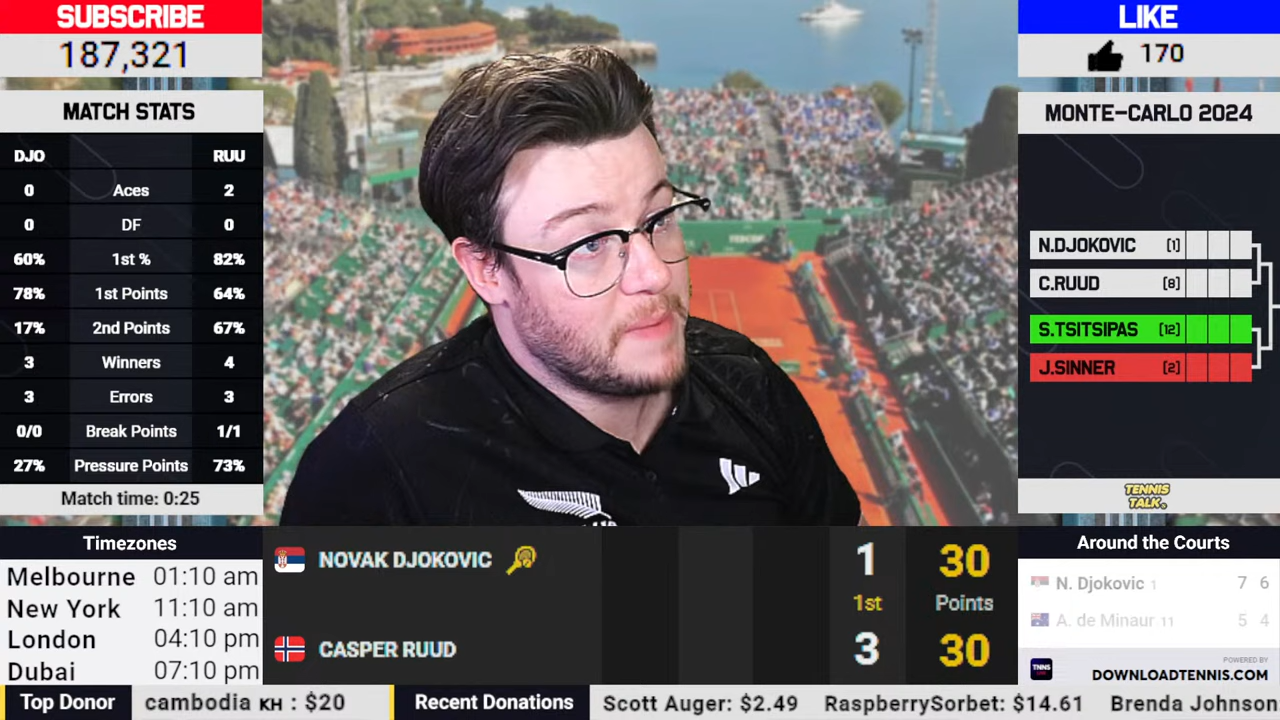 SUBSCRIBE
187,321
MATCH STATS
DJO RUU
0 Aces 2
0 DF 0
60% 1st % 82%
78% 1st Points 64%
17% 2nd Points 67%
3 Winners 4
3 Errors 3
0/0 Break Points 1/1
27% Pressure Points 73%
Match time: 0:25
Timezones
Melbourne 01:10 am
New York 11:10 am
London 04:10 pm
Dubai 07:10 pm
NOVAK DJOKOVIC 1 30
1st Points
CASPER RUUD 3 30
LIKE
170
MONTE-CARLO 2024
N.DJOKOVIC [1]
C.RUUD [8]
S.TSITSIPAS [12]
J.SINNER [2]
TENNIS
TALK.
Around the Courts
N. Djokovic 1 7 6
A. de Minaur 11 5 4
TNNS
POWERED BY
DOWNLOADTENNIS.COM
Top Donor cambodia KH : $20 Recent Donations Scott Auger: $2.49 RaspberrySorbet: $14.61 Brenda Johnson